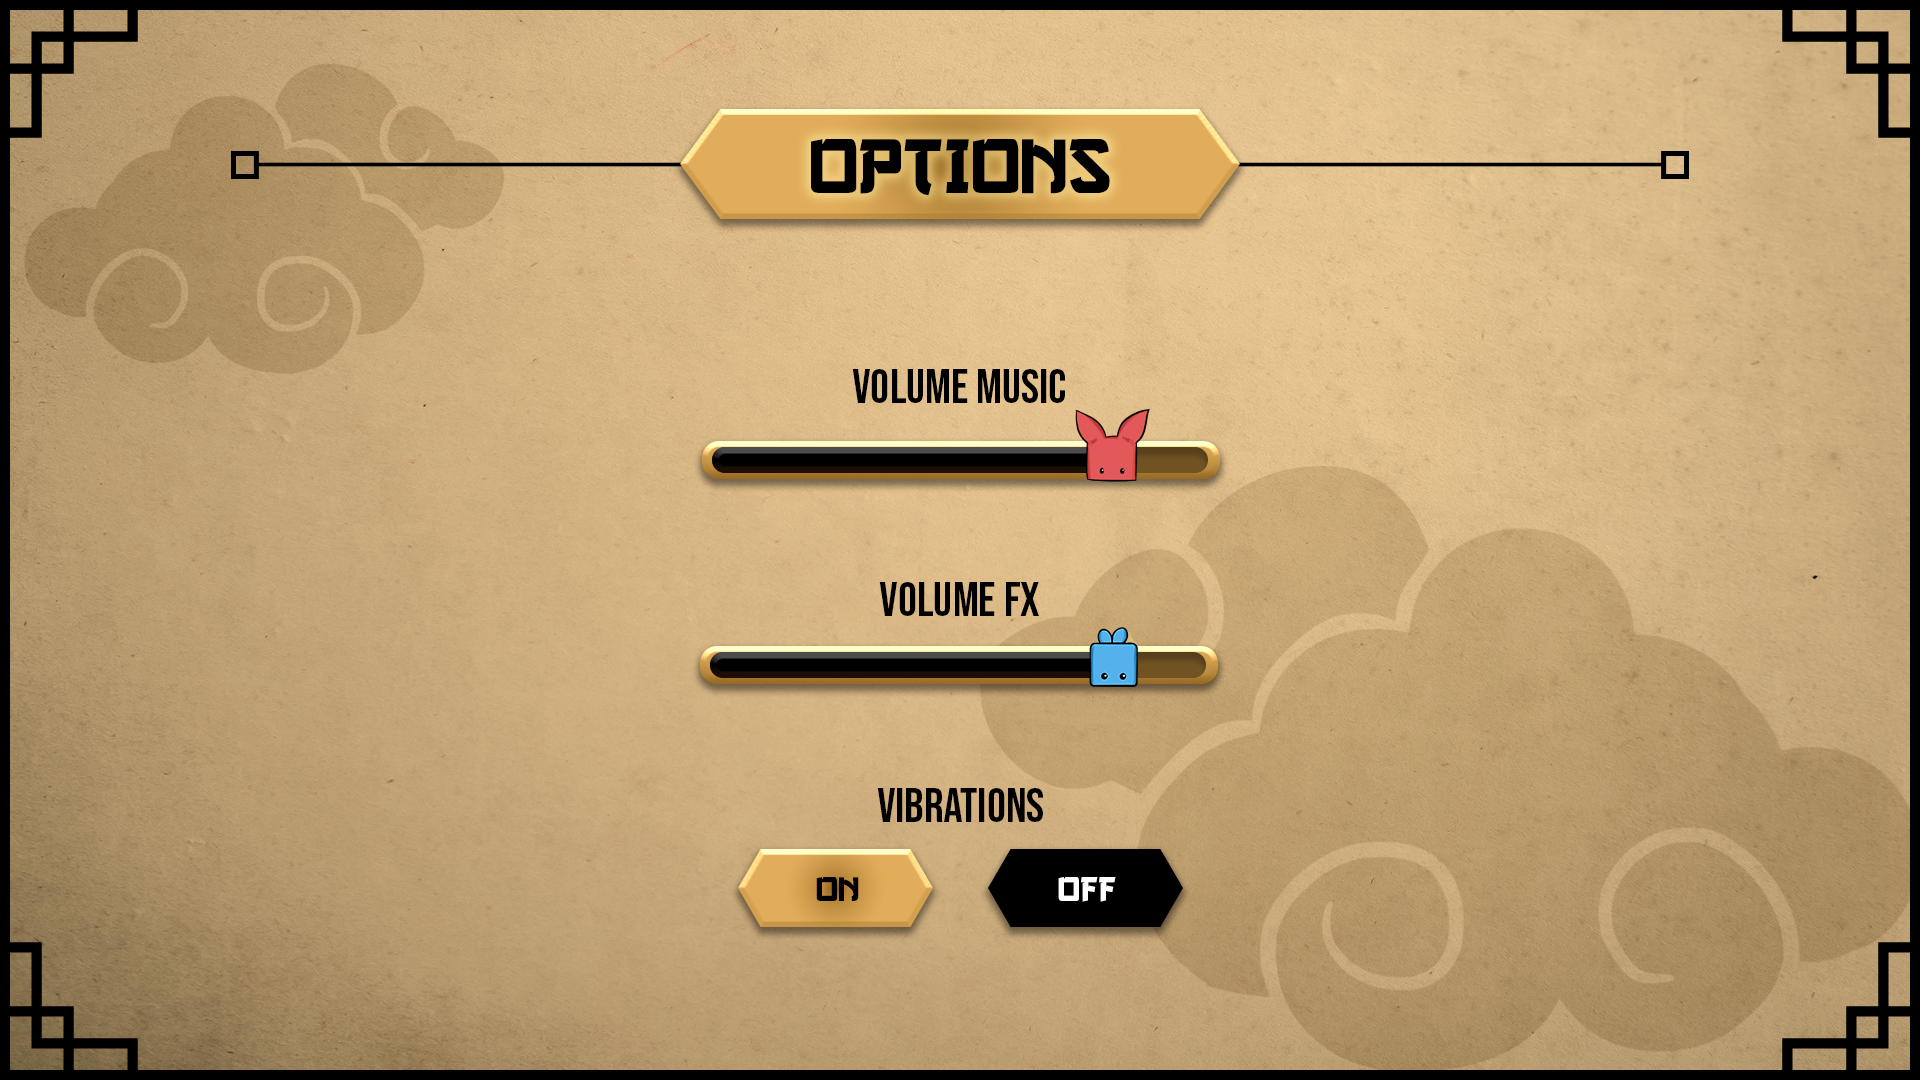 OPTIONS
VOLUME MUSIC
VOLUME FX
VIBRATIONS
ON
OFF